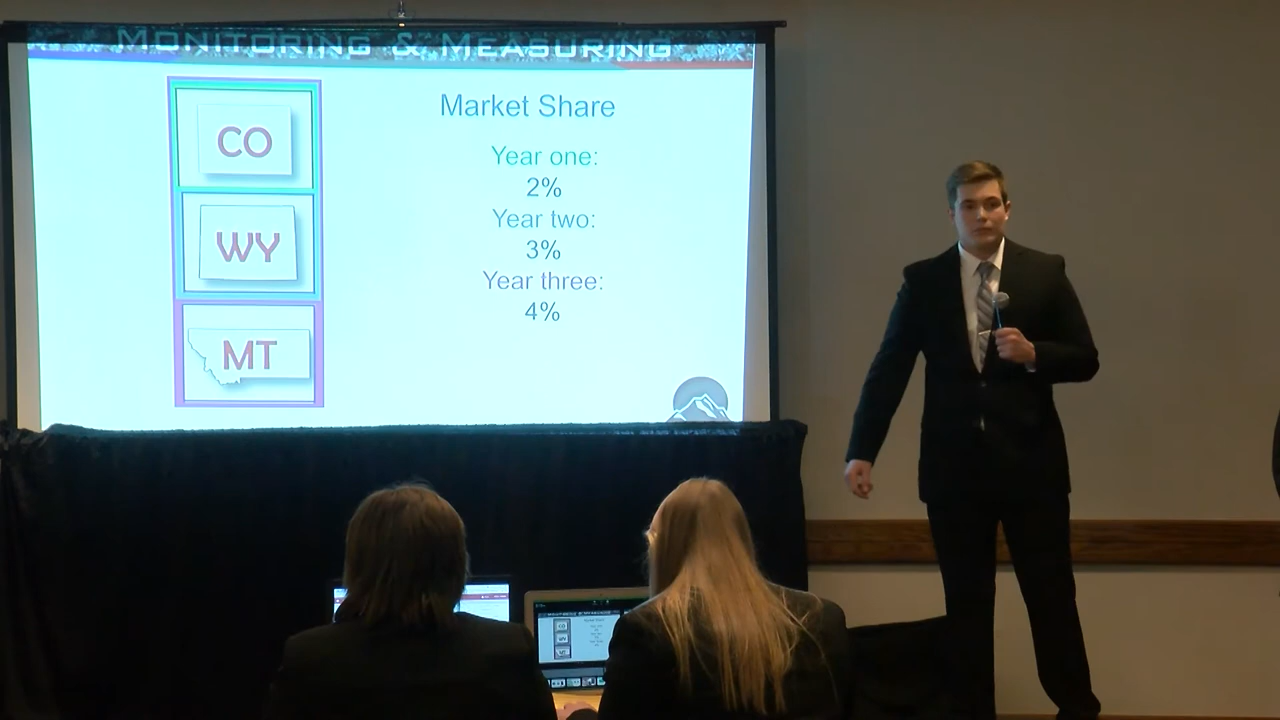 MONITORING & MEASURING
CO
WY
MT
Market Share
Year one:
2%
Year two:
3%
Year three:
4%